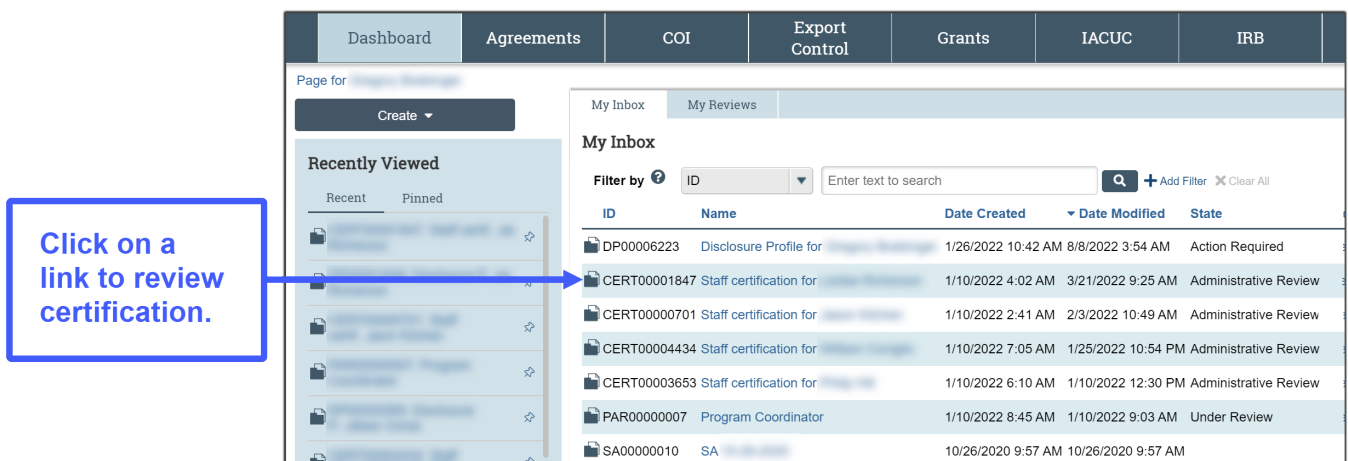 Dashboard
Agreements
COI
Export
Control
Grants
IACUC
IRB
Page for
Create
My Inbox
My Reviews
My Inbox
Recently Viewed
Recent
Pinned
Filter by
ID
Enter text to search
Add Filter
Clear All
ID Name Date Created Date Modified State
DP00006223 Disclosure Profile for 1/26/2022 10:42 AM 8/8/2022 3:54 AM Action Required
CERT00001847 Staff certification for 1/10/2022 4:02 AM 3/21/2022 9:25 AM Administrative Review
CERT00000701 Staff certification for 1/10/2022 2:41 AM 2/3/2022 10:49 AM Administrative Review
CERT00004434 Staff certification for 1/10/2022 7:05 AM 1/25/2022 10:54 PM Administrative Review
CERT00003653 Staff certification for 1/10/2022 6:10 AM 1/10/2022 12:30 PM Administrative Review
PAR00000007 Program Coordinator 1/10/2022 8:45 AM 1/10/2022 9:03 AM Under Review
SA00000010 SA 10/26/2020 9:57 AM 10/26/2020 9:57 AM
Click on a
link to review
certification.